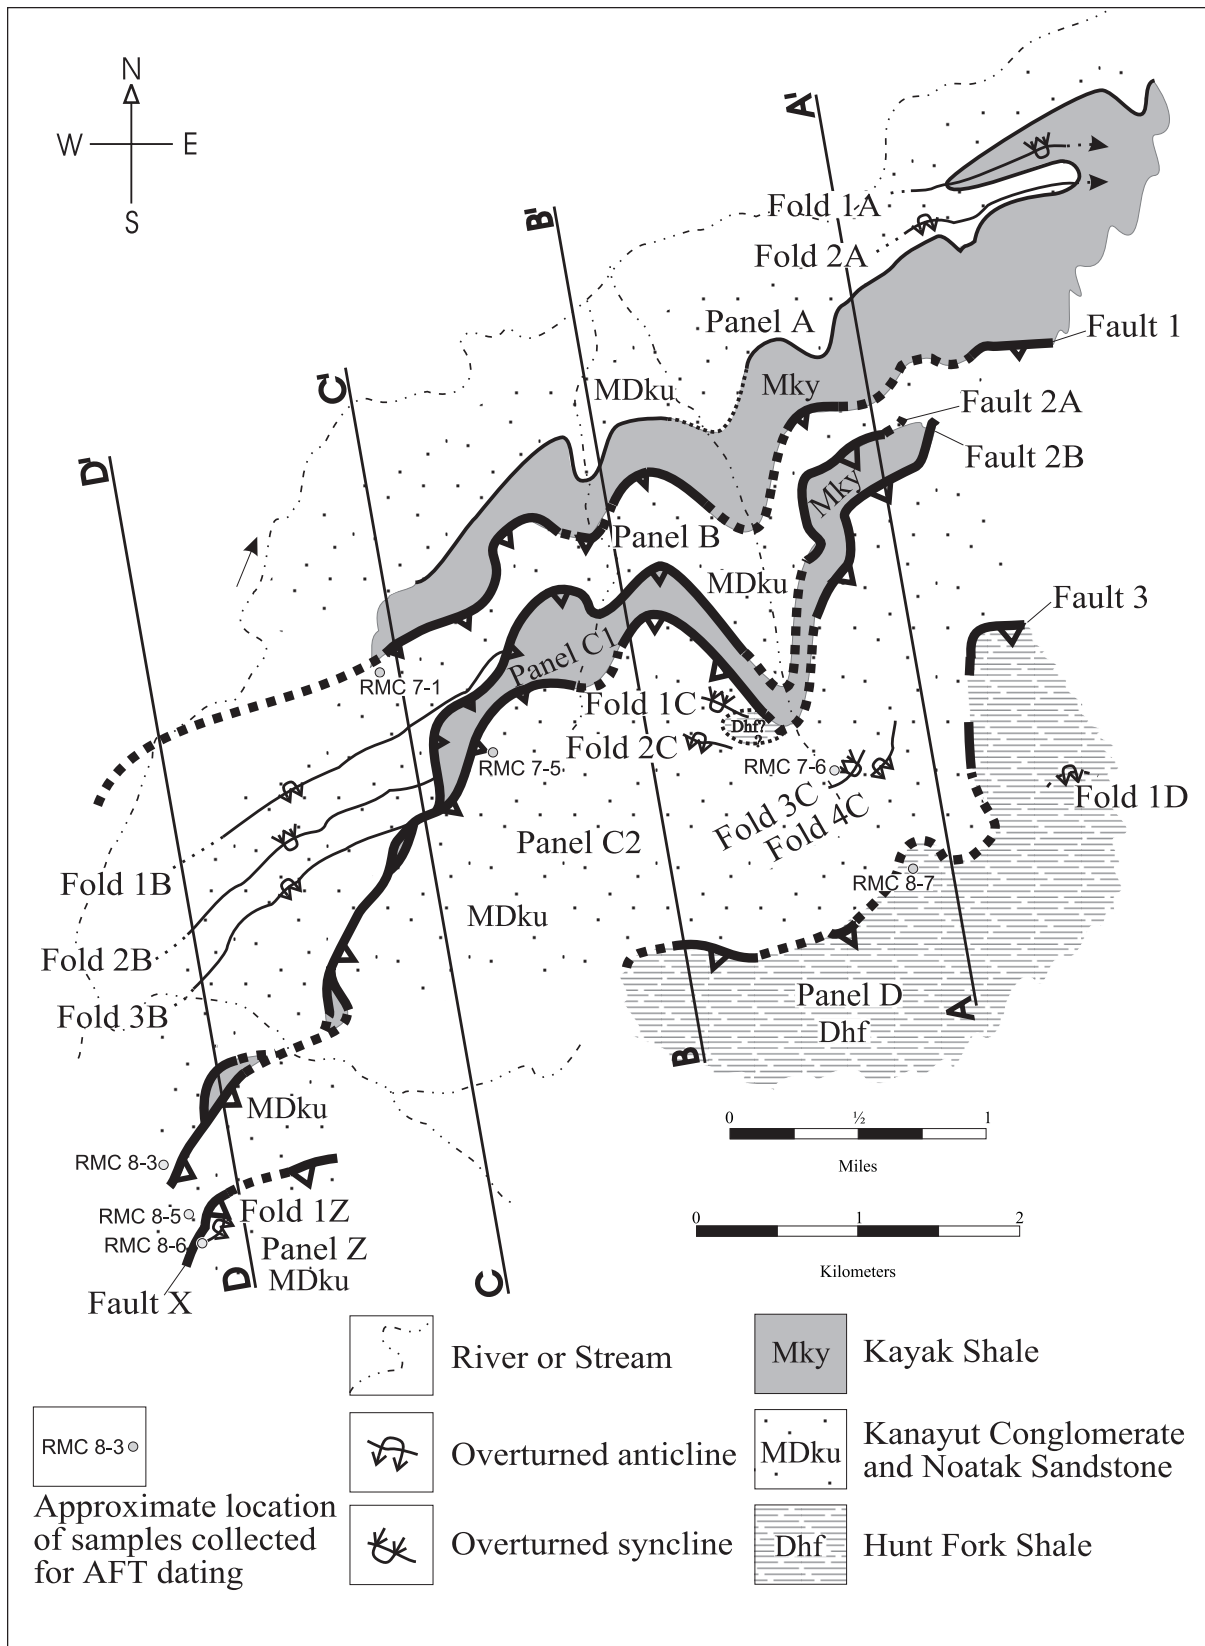 N
W
E
S
A'
B'
C'
D'
Fold 1A
Fold 2A
Panel A
Fault 1
MDku
Mky
Fault 2A
Fault 2B
Mky
Panel B
MDku
Fault 3
Panel C1
RMC 7-1
Fold 1C
Dhf?
?
Fold 2C
RMC 7-5
RMC 7-6
Fold 3C
Fold 4C
Fold 1D
Panel C2
Fold 1B
RMC 8-7
MDku
Fold 2B
Fold 3B
Panel D
Dhf
A
B
MDku
0
½
1
Miles
RMC 8-3
RMC 8-5
Fold 1Z
RMC 8-6
Panel Z
MDku
Fault X
D
C
0
1
2
Kilometers
River or Stream
Mky
Kayak Shale
RMC 8-3
Approximate location
of samples collected
for AFT dating
Overturned anticline
MDku
Kanayut Conglomerate
and Noatak Sandstone
Overturned syncline
Dhf
Hunt Fork Shale